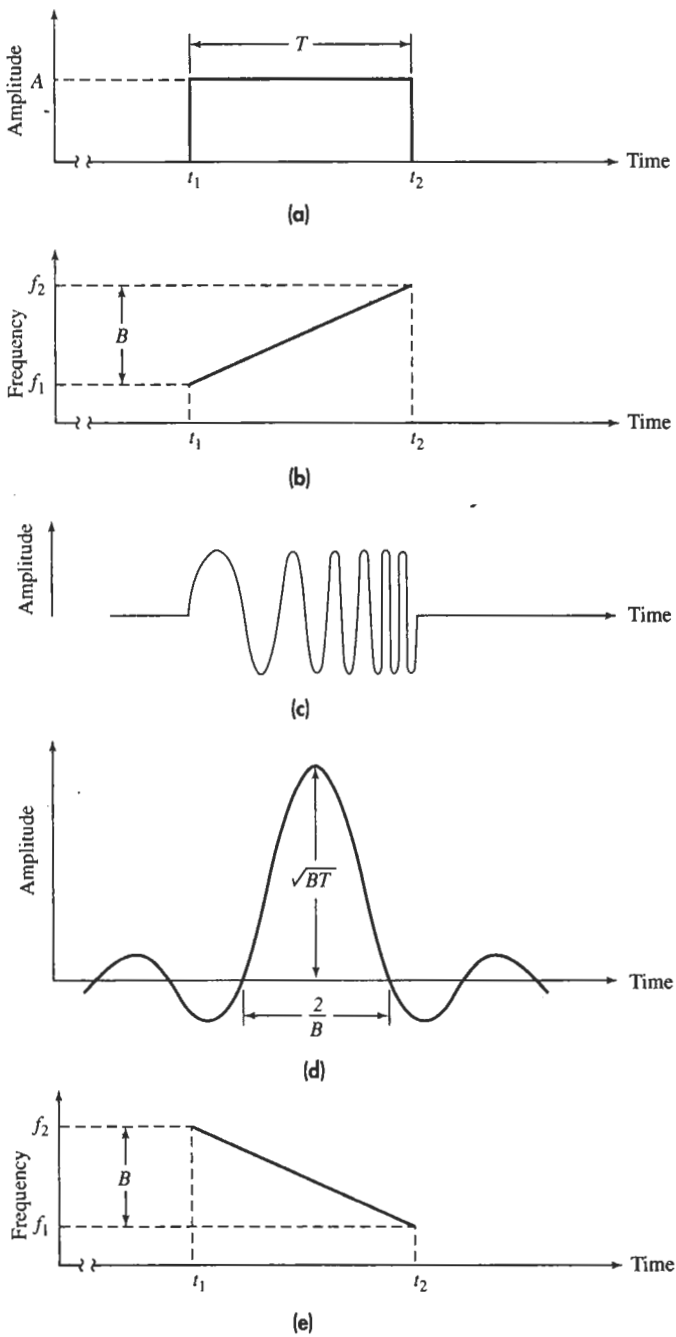 Amplitude
A
T
t₁
t₂
Time
(a)
Frequency
f₂
B
f₁
t₁
t₂
Time
(b)
Amplitude
Time
(c)
Amplitude
√BT
Time
2/B
(d)
Frequency
f₂
B
f₁
t₁
t₂
Time
(e)